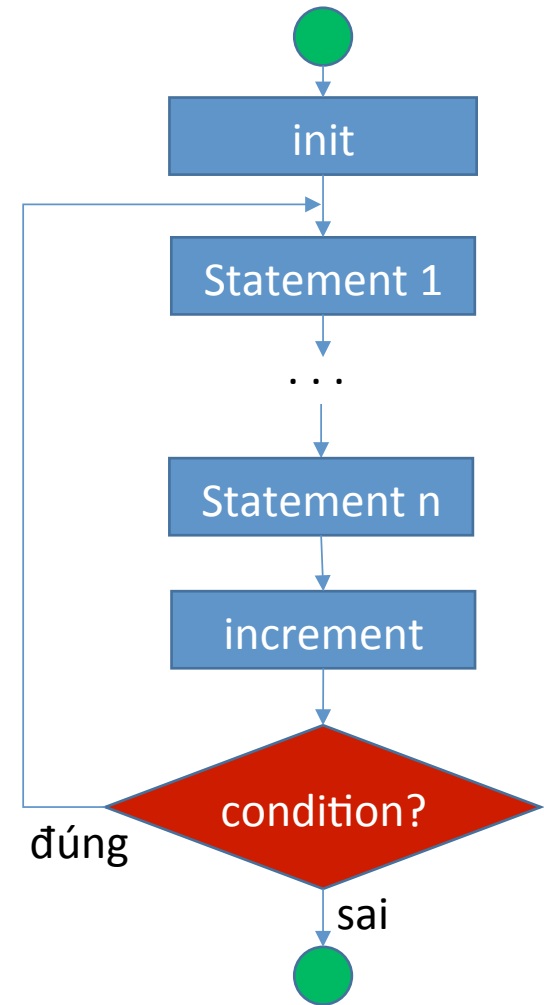 init
Statement 1
. . .
Statement n
increment
condition?
đúng
sai